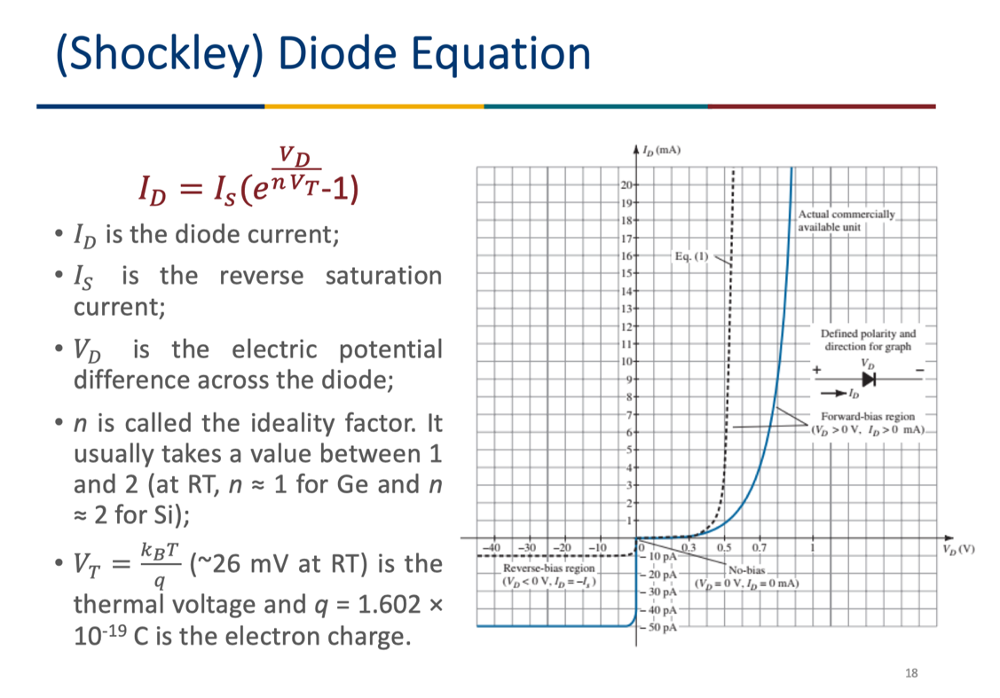 (Shockley) Diode Equation
I_D = I_s(e^{\frac{V_D}{n V_T}}-1)
• I_D is the diode current;
• I_S is the reverse saturation
current;
• V_D is the electric potential
difference across the diode;
• n is called the ideality factor. It
usually takes a value between 1
and 2 (at RT, n ≈ 1 for Ge and n
≈ 2 for Si);
• V_T = \frac{k_BT}{q} (~26 mV at RT) is the
thermal voltage and q = 1.602 ×
10^{-19} C is the electron charge.
I_D (mA)
20
19
18
17
16
15
14
13
12
11
10
9
8
7
6
5
4
3
2
1
Actual commercially
available unit
Eq. (1)
Defined polarity and
direction for graph
V_D
+ −
I_D
Forward-bias region
(V_D > 0 V, I_D > 0 mA)
−40 −30 −20 −10 0 0.3 0.5 0.7 1
V_D (V)
− 10 pA
− 20 pA
− 30 pA
− 40 pA
− 50 pA
Reverse-bias region
(V_D < 0 V, I_D = −I_s)
No-bias
(V_D = 0 V, I_D = 0 mA)
18